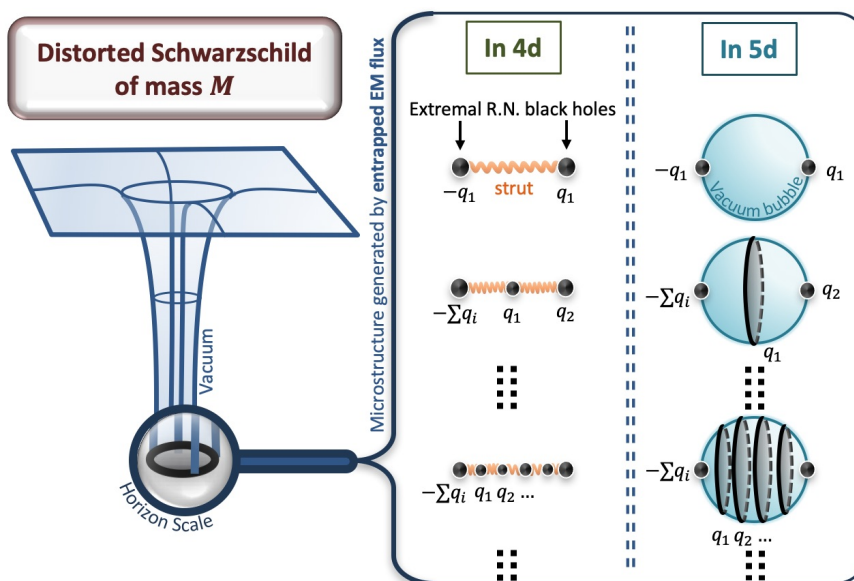 Distorted Schwarzschild
of mass M
Vacuum
Horizon Scale
Microstructure generated by entrapped EM flux
In 4d
Extremal R.N. black holes
−q₁ strut q₁
−∑qᵢ q₁ q₂
−∑qᵢ q₁ q₂ ...
In 5d
−q₁ Vacuum bubble q₁
−∑qᵢ q₂
q₁
−∑qᵢ
q₁ q₂ ...